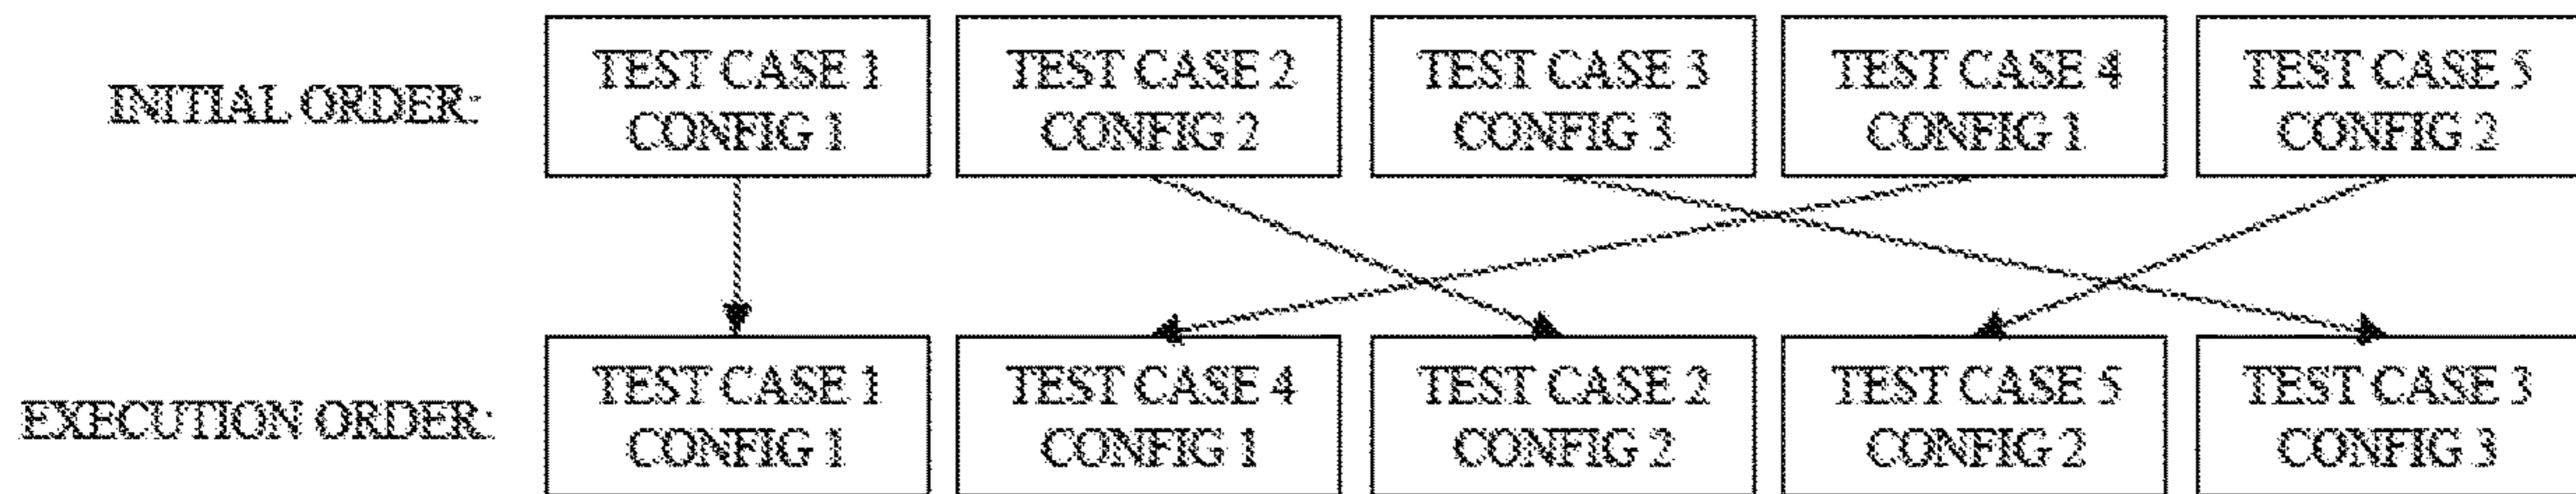 INITIAL ORDER:
TEST CASE 1
CONFIG 1
TEST CASE 2
CONFIG 2
TEST CASE 3
CONFIG 3
TEST CASE 4
CONFIG 1
TEST CASE 5
CONFIG 2
EXECUTION ORDER:
TEST CASE 1
CONFIG 1
TEST CASE 4
CONFIG 1
TEST CASE 2
CONFIG 2
TEST CASE 5
CONFIG 2
TEST CASE 3
CONFIG 3